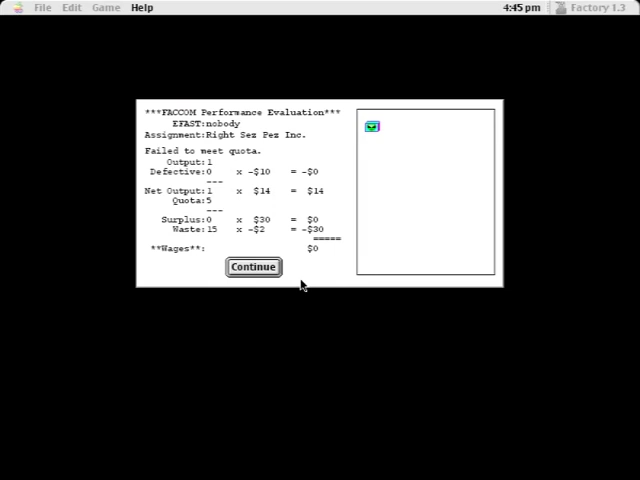 File Edit Game Help 4:45 pm Factory 1.3
***FACCOM Performance Evaluation***
EFAST:nobody
Assignment:Right Sez Pez Inc.
Failed to meet quota.
Output:1
Defective:0 x -$10 = -$0
---
Net Output:1 x $14 = $14
Quota:5
---
Surplus:0 x $30 = $0
Waste:15 x -$2 = -$30
=====
**Wages**: $0
Continue